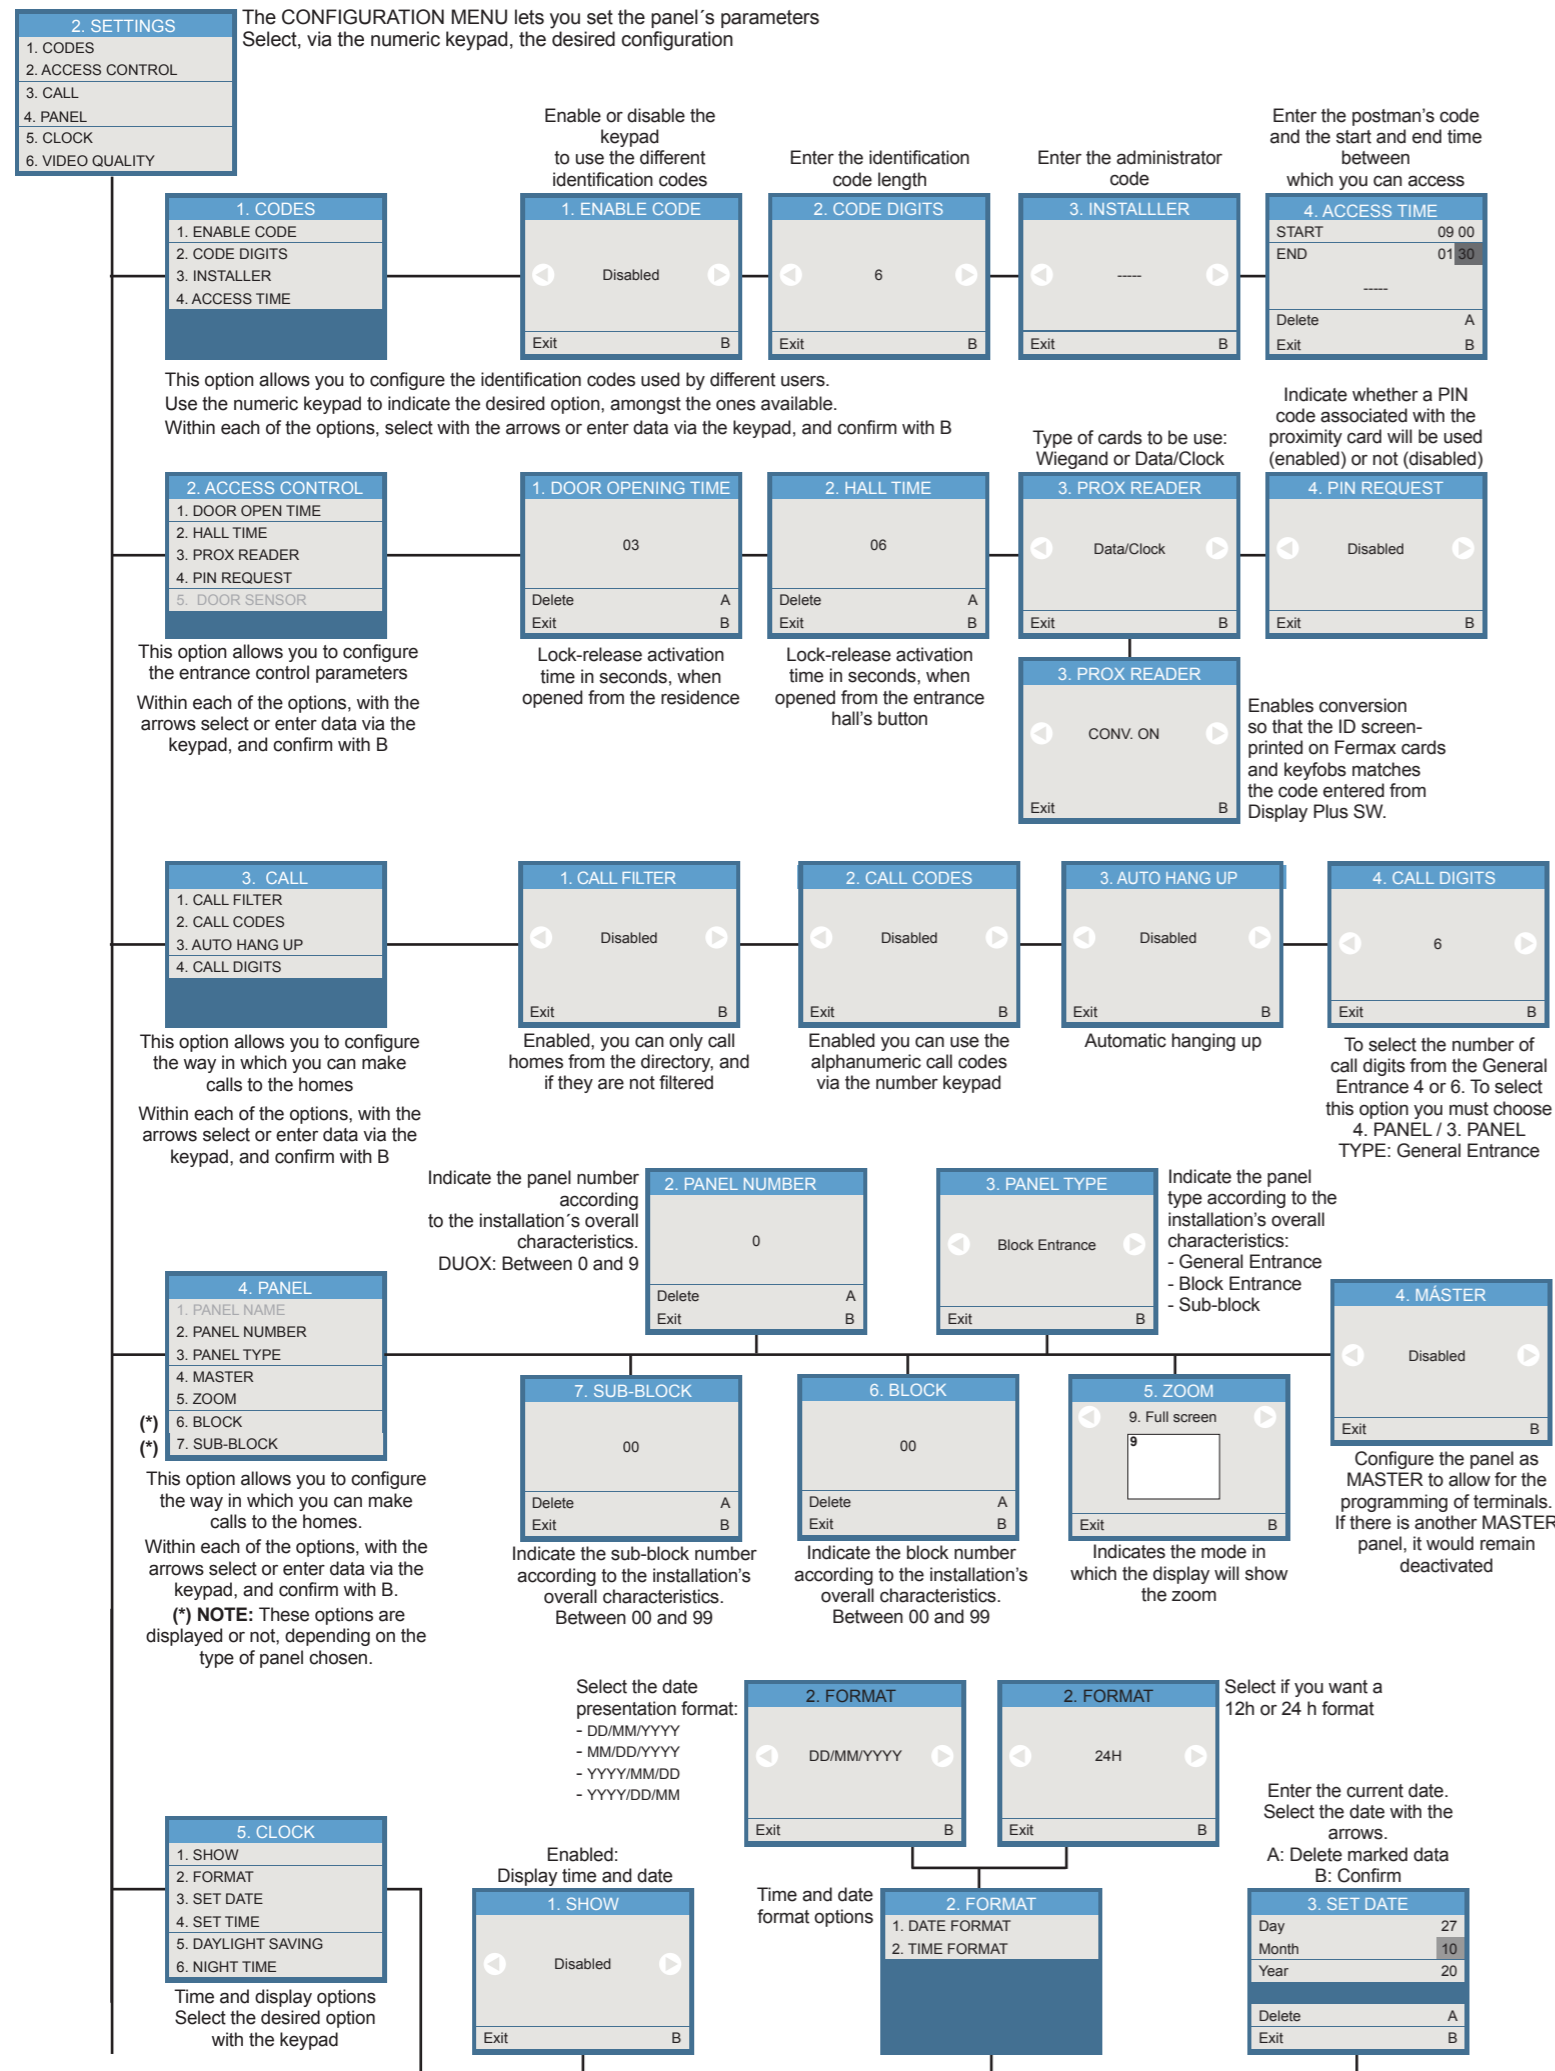 2. SETTINGS
1. CODES
2. ACCESS CONTROL
3. CALL
4. PANEL
5. CLOCK
6. VIDEO QUALITY
The CONFIGURATION MENU lets you set the panel´s parameters
Select, via the numeric keypad, the desired configuration
1. CODES
1. ENABLE CODE
2. CODE DIGITS
3. INSTALLER
4. ACCESS TIME
Enable or disable the
keypad
to use the different
identification codes
1. ENABLE CODE
Disabled
Exit B
Enter the identification
code length
2. CODE DIGITS
6
Exit B
Enter the administrator
code
3. INSTALLLER
-----
Exit B
Enter the postman's code
and the start and end time
between
which you can access
4. ACCESS TIME
START 09 00
END 01 30
-----
Delete A
Exit B
This option allows you to configure the identification codes used by different users.
Use the numeric keypad to indicate the desired option, amongst the ones available.
Within each of the options, select with the arrows or enter data via the keypad, and confirm with B
2. ACCESS CONTROL
1. DOOR OPEN TIME
2. HALL TIME
3. PROX READER
4. PIN REQUEST
5. DOOR SENSOR
This option allows you to configure
the entrance control parameters
Within each of the options, with the
arrows select or enter data via the
keypad, and confirm with B
1. DOOR OPENING TIME
03
Delete A
Exit B
Lock-release activation
time in seconds, when
opened from the residence
2. HALL TIME
06
Delete A
Exit B
Lock-release activation
time in seconds, when
opened from the entrance
hall's button
Type of cards to be use:
Wiegand or Data/Clock
3. PROX READER
Data/Clock
Exit B
3. PROX READER
CONV. ON
Exit B
Enables conversion
so that the ID screen-
printed on Fermax cards
and keyfobs matches
the code entered from
Display Plus SW.
Indicate whether a PIN
code associated with the
proximity card will be used
(enabled) or not (disabled)
4. PIN REQUEST
Disabled
Exit B
3. CALL
1. CALL FILTER
2. CALL CODES
3. AUTO HANG UP
4. CALL DIGITS
This option allows you to configure
the way in which you can make
calls to the homes
Within each of the options, with the
arrows select or enter data via the
keypad, and confirm with B
1. CALL FILTER
Disabled
Exit B
Enabled, you can only call
homes from the directory, and
if they are not filtered
2. CALL CODES
Disabled
Exit B
Enabled you can use the
alphanumeric call codes
via the number keypad
3. AUTO HANG UP
Disabled
Exit B
Automatic hanging up
4. CALL DIGITS
6
Exit B
To select the number of
call digits from the General
Entrance 4 or 6. To select
this option you must choose
4. PANEL / 3. PANEL
TYPE: General Entrance
4. PANEL
1. PANEL NAME
2. PANEL NUMBER
3. PANEL TYPE
4. MASTER
5. ZOOM
(*) 6. BLOCK
(*) 7. SUB-BLOCK
This option allows you to configure
the way in which you can make
calls to the homes.
Within each of the options, with the
arrows select or enter data via the
keypad, and confirm with B.
(*) NOTE: These options are
displayed or not, depending on the
type of panel chosen.
Indicate the panel number
according
to the installation´s overall
characteristics.
DUOX: Between 0 and 9
2. PANEL NUMBER
0
Delete A
Exit B
3. PANEL TYPE
Block Entrance
Exit B
Indicate the panel
type according to the
installation's overall
characteristics:
- General Entrance
- Block Entrance
- Sub-block
4. MÁSTER
Disabled
Exit B
Configure the panel as
MASTER to allow for the
programming of terminals.
If there is another MASTER
panel, it would remain
deactivated
7. SUB-BLOCK
00
Delete A
Exit B
Indicate the sub-block number
according to the installation's
overall characteristics.
Between 00 and 99
6. BLOCK
00
Delete A
Exit B
Indicate the block number
according to the installation's
overall characteristics.
Between 00 and 99
5. ZOOM
9. Full screen
9
Exit B
Indicates the mode in
which the display will show
the zoom
Select the date
presentation format:
- DD/MM/YYYY
- MM/DD/YYYY
- YYYY/MM/DD
- YYYY/DD/MM
2. FORMAT
DD/MM/YYYY
Exit B
2. FORMAT
24H
Exit B
Select if you want a
12h or 24 h format
5. CLOCK
1. SHOW
2. FORMAT
3. SET DATE
4. SET TIME
5. DAYLIGHT SAVING
6. NIGHT TIME
Time and display options
Select the desired option
with the keypad
Enabled:
Display time and date
1. SHOW
Disabled
Exit B
Time and date
format options
2. FORMAT
1. DATE FORMAT
2. TIME FORMAT
Enter the current date.
Select the date with the
arrows.
A: Delete marked data
B: Confirm
3. SET DATE
Day 27
Month 10
Year 20
Delete A
Exit B